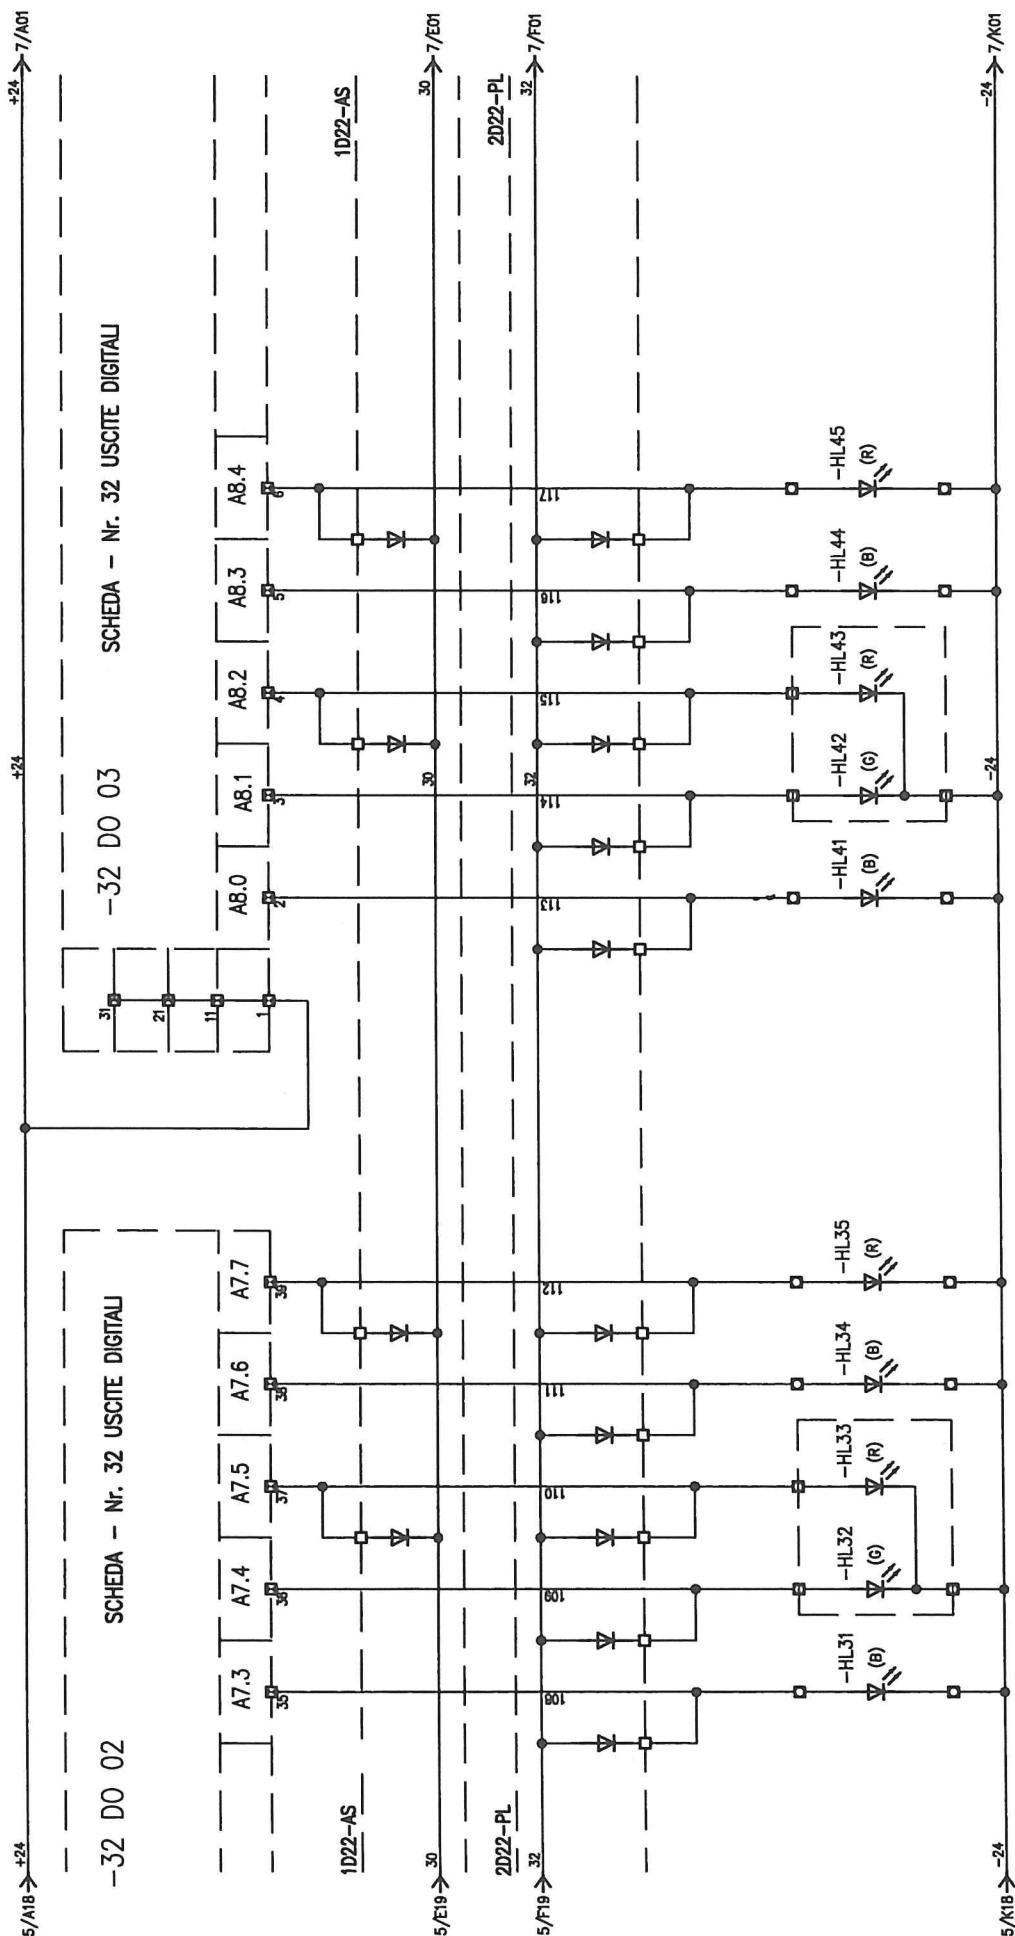 5/A18
+24
+24
+24
7/A01
-32 DO 02
SCHEDA - Nr. 32 USCITE DIGITALI
-32 DO 03
SCHEDA - Nr. 32 USCITE DIGITALI
31
21
11
1
A7.3
A7.4
A7.5
A7.6
A7.7
A8.0
A8.1
A8.2
A8.3
A8.4
35
36
37
38
39
2
3
4
5
6
1D22-AS
1D22-AS
5/E19
30
30
30
7/E01
2D22-PL
2D22-PL
5/F19
32
32
32
7/F01
108
109
110
111
112
113
114
115
116
117
-HL31
-HL32
-HL33
-HL34
-HL35
-HL41
-HL42
-HL43
-HL44
-HL45
(B)
(G)
(R)
(B)
(R)
(B)
(G)
(R)
(B)
(R)
5/K18
-24
-24
-24
7/K01